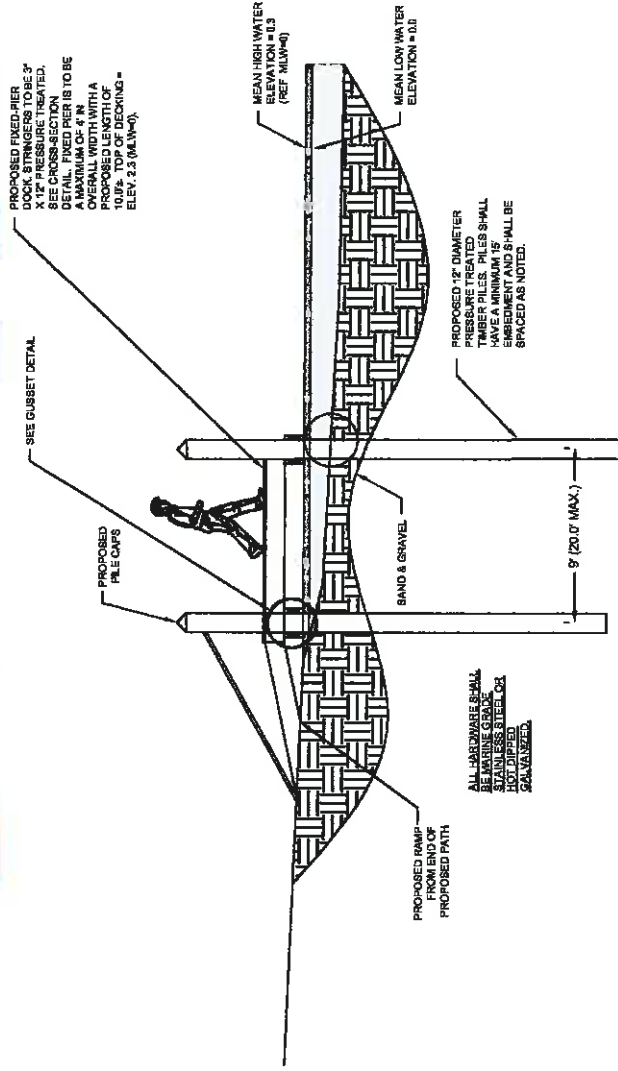 PROPOSED FIXED-PIER
DOCK. STRINGERS TO BE 3"
X 12" PRESSURE TREATED.
SEE CROSS-SECTION
DETAIL. FIXED PIER IS TO BE
A MAXIMUM OF 4' IN
OVERALL WIDTH WITH A
PROPOSED LENGTH OF
10.0'±. TOP OF DECKING =
ELEV. 2.3 (MLW=0).
SEE GUSSET DETAIL
PROPOSED
PILE CAPS
MEAN HIGH WATER
ELEVATION = 0.3
(REF MLW=0)
MEAN LOW WATER
ELEVATION = 0.0
PROPOSED 12" DIAMETER
PRESSURE TREATED
TIMBER PILES. PILES SHALL
HAVE A MINIMUM 15'
EMBEDMENT AND SHALL BE
SPACED AS NOTED.
SAND & GRAVEL
9' (20.0' MAX.)
ALL HARDWARE SHALL
BE MARINE GRADE
STAINLESS STEEL OR
HOT DIPPED
GALVANIZED.
PROPOSED RAMP
FROM END OF
PROPOSED PATH